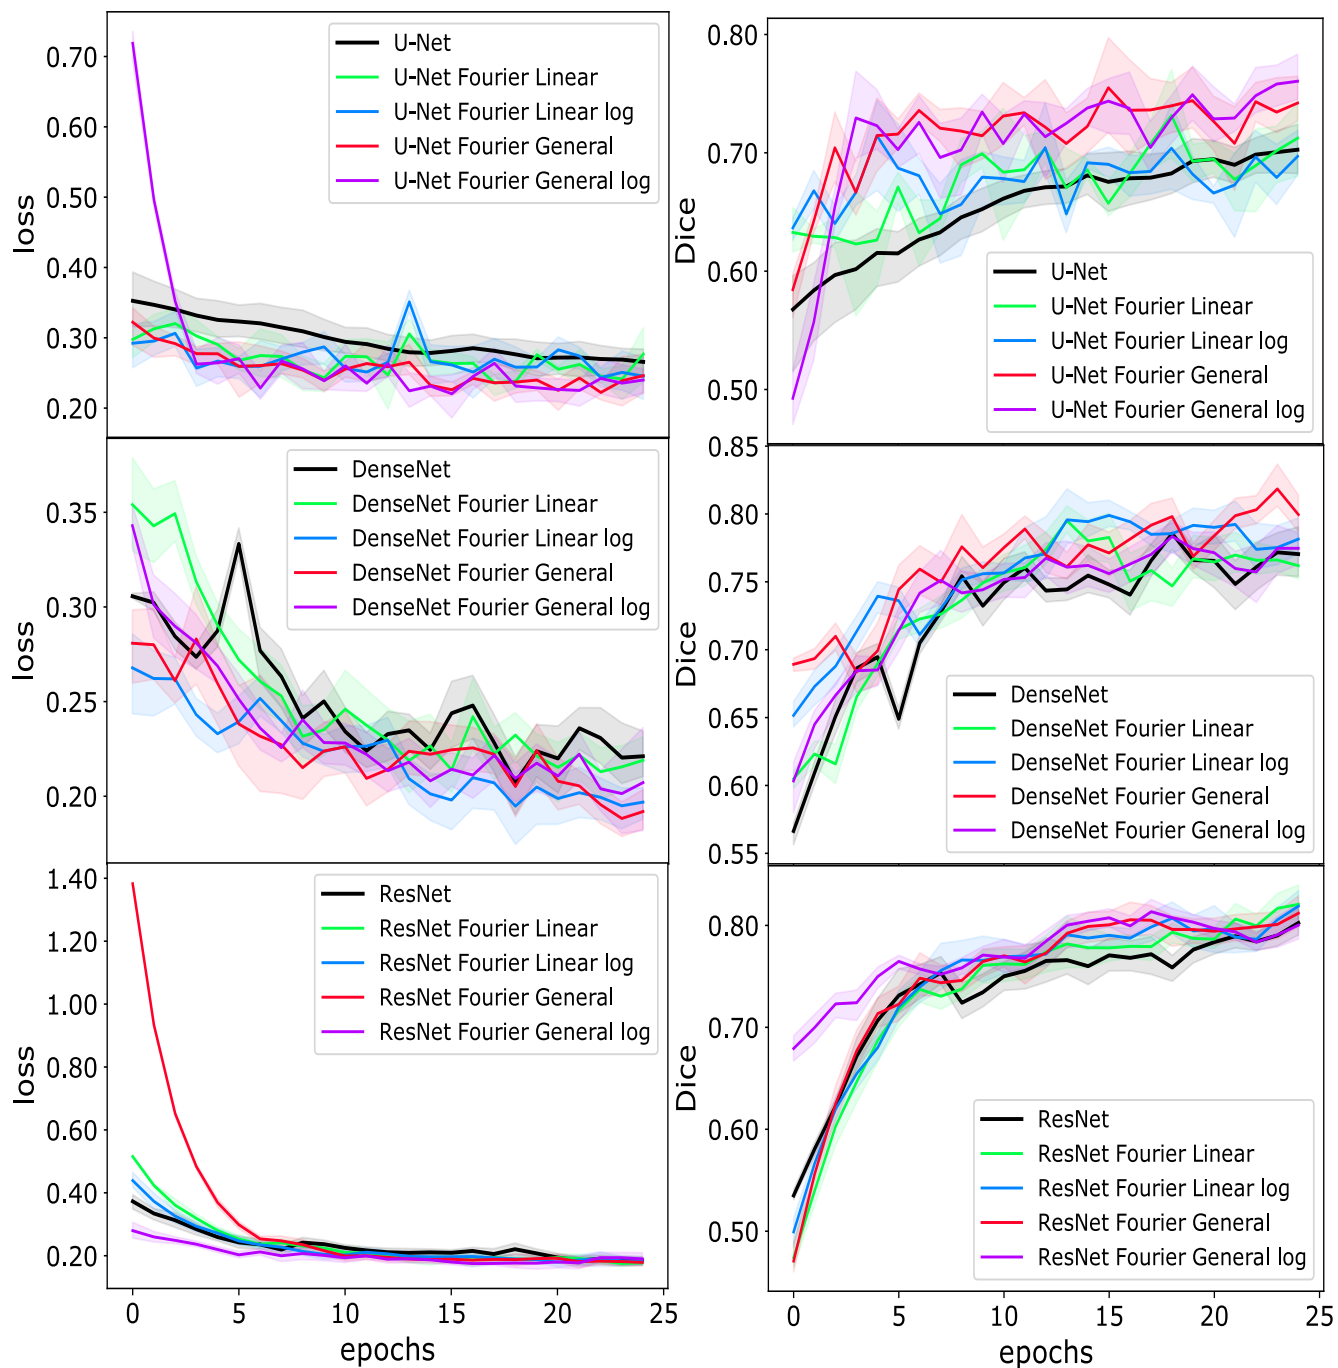 loss
0.70
0.60
0.50
0.40
0.30
0.20
U-Net
U-Net Fourier Linear
U-Net Fourier Linear log
U-Net Fourier General
U-Net Fourier General log
Dice
0.80
0.70
0.60
0.50
U-Net
U-Net Fourier Linear
U-Net Fourier Linear log
U-Net Fourier General
U-Net Fourier General log
loss
0.35
0.30
0.25
0.20
DenseNet
DenseNet Fourier Linear
DenseNet Fourier Linear log
DenseNet Fourier General
DenseNet Fourier General log
Dice
0.85
0.80
0.75
0.70
0.65
0.60
0.55
DenseNet
DenseNet Fourier Linear
DenseNet Fourier Linear log
DenseNet Fourier General
DenseNet Fourier General log
loss
1.40
1.20
1.00
0.80
0.60
0.40
0.20
ResNet
ResNet Fourier Linear
ResNet Fourier Linear log
ResNet Fourier General
ResNet Fourier General log
0 5 10 15 20 25
epochs
Dice
0.80
0.70
0.60
0.50
ResNet
ResNet Fourier Linear
ResNet Fourier Linear log
ResNet Fourier General
ResNet Fourier General log
0 5 10 15 20 25
epochs